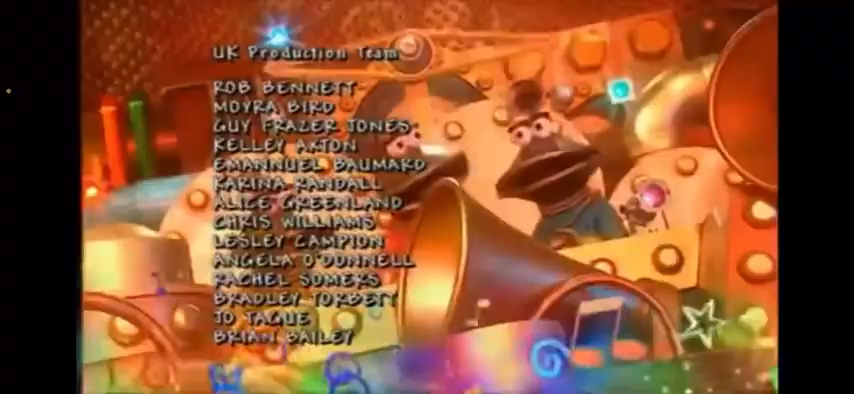 UK Production Team
ROB BENNETT
MOYRA BIRD
GUY FRAZER JONES
KELLEY AXTON
EMANNUEL BAUMARD
KARINA RANDALL
ALICE GREENLAND
CHRIS WILLIAMS
LESLEY CAMPION
ANGELA O'DONNELL
RACHEL SOMERS
BRADLEY TORBETT
JO TAGUE
BRIAN BAILEY